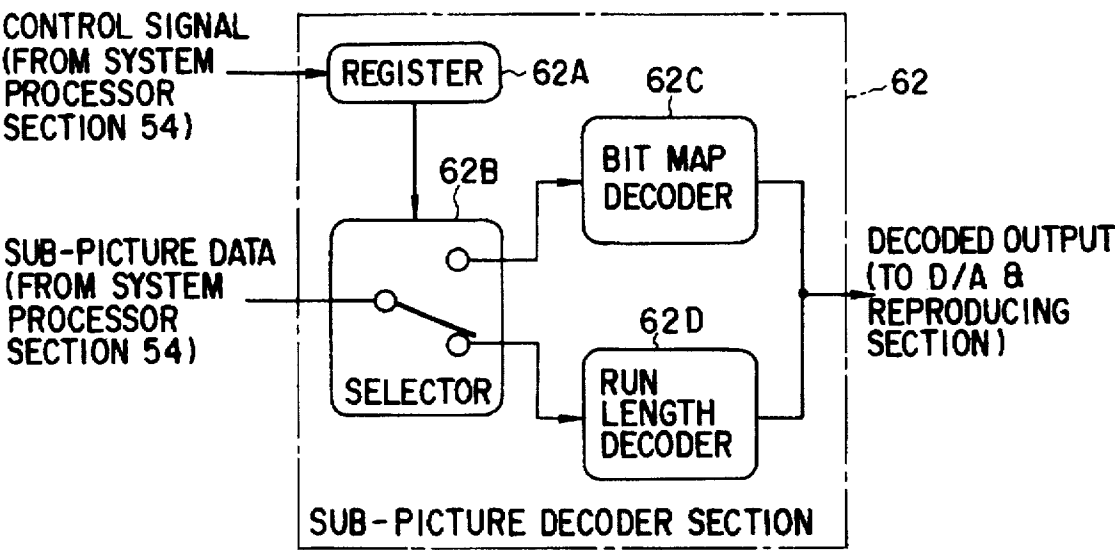 CONTROL SIGNAL
(FROM SYSTEM
PROCESSOR
SECTION 54)
REGISTER
62A
62B
62C
62
BIT MAP
DECODER
SUB-PICTURE DATA
(FROM SYSTEM
PROCESSOR
SECTION 54)
SELECTOR
62D
RUN
LENGTH
DECODER
DECODED OUTPUT
(TO D/A &
REPRODUCING
SECTION)
SUB-PICTURE DECODER SECTION